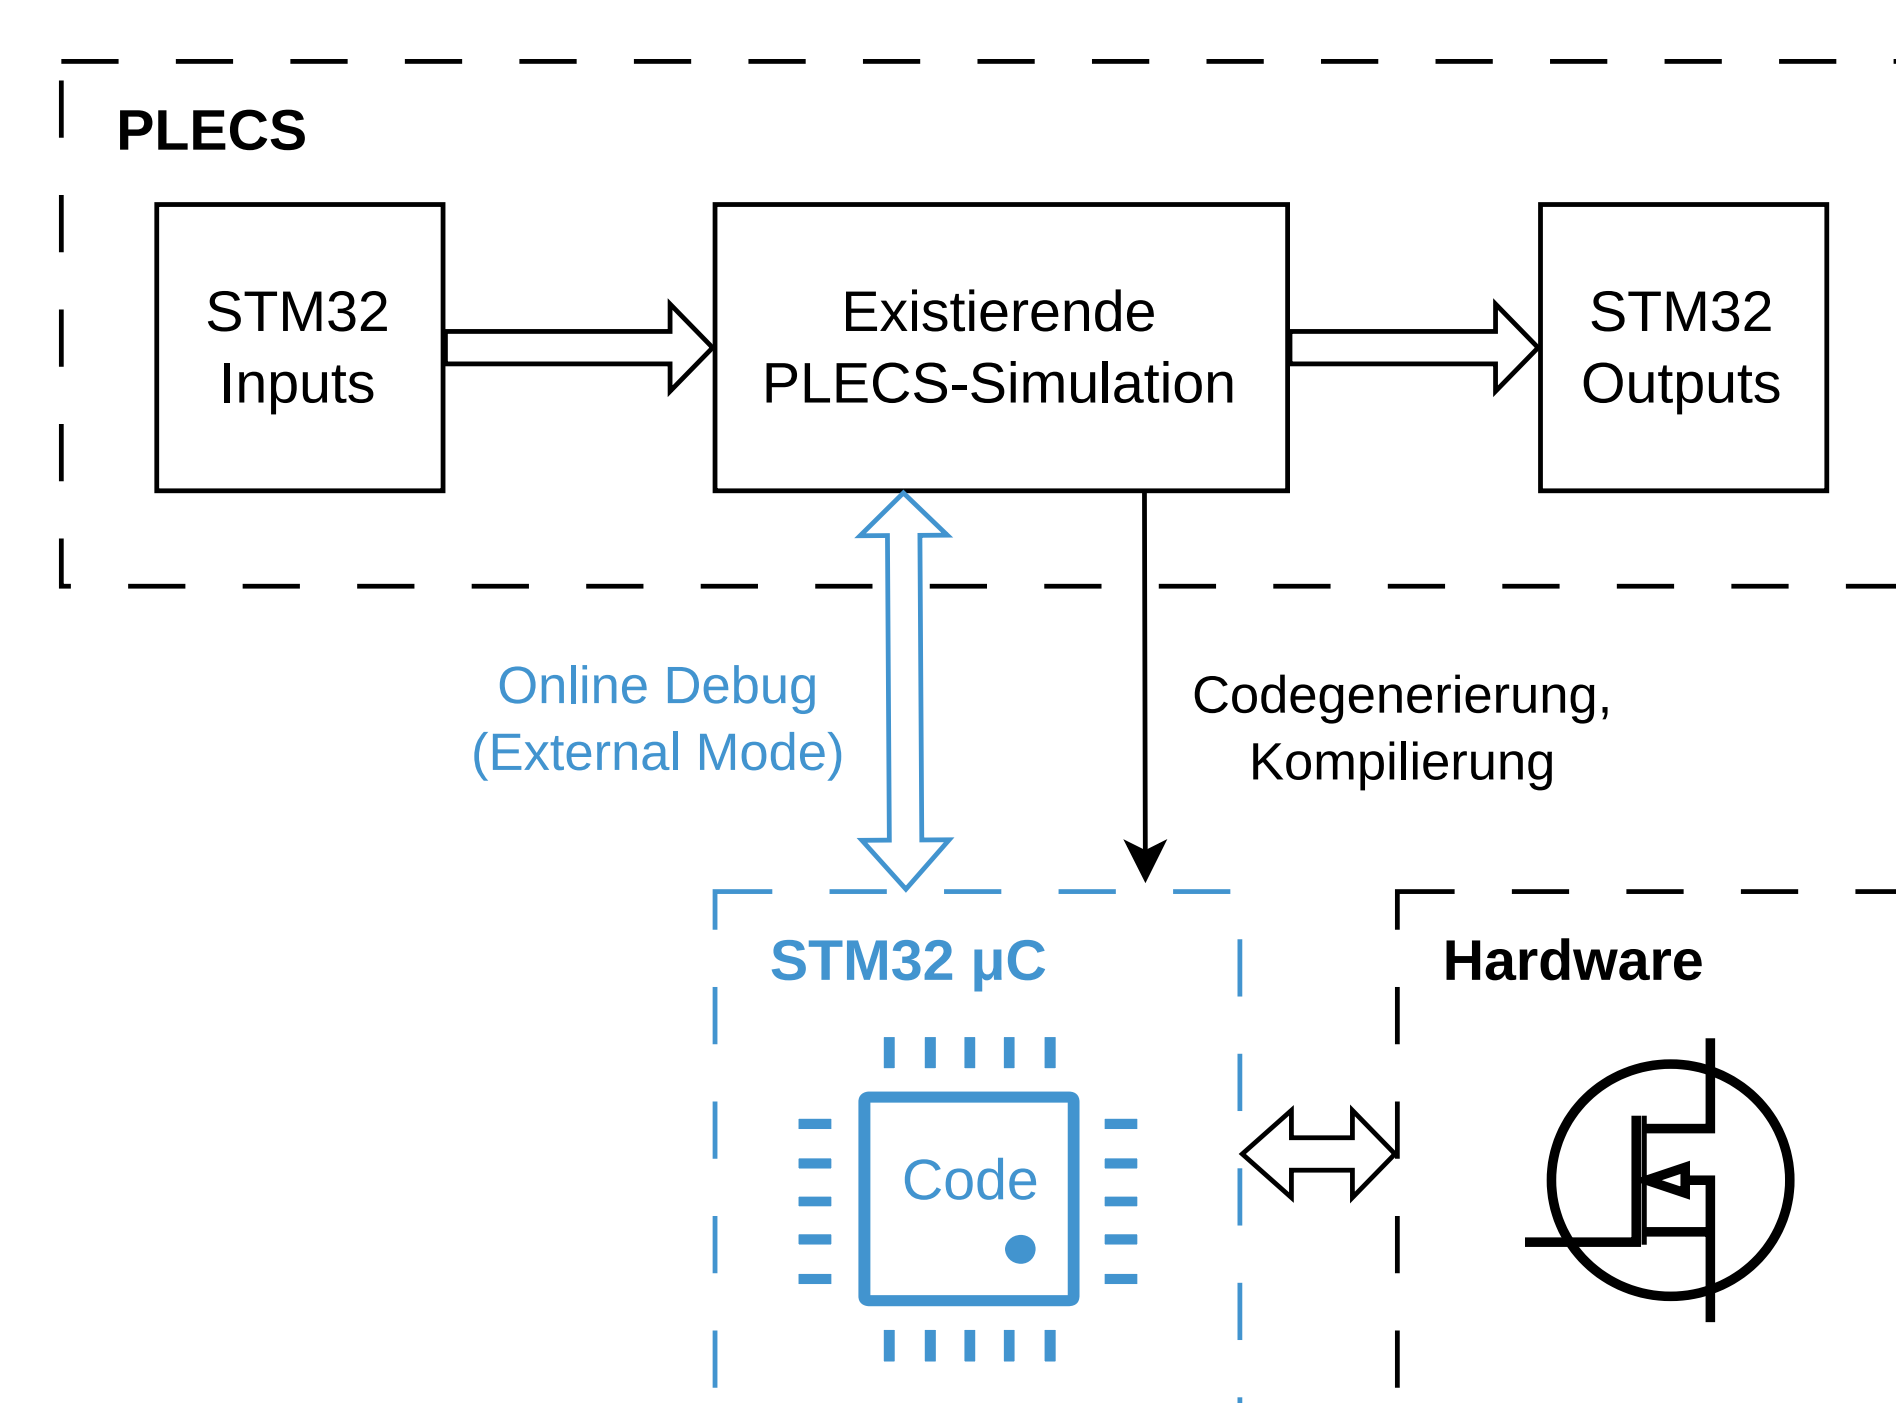 PLECS
STM32
Inputs
Existierende
PLECS-Simulation
STM32
Outputs
Online Debug
(External Mode)
Codegenerierung,
Kompilierung
STM32 µC
Code
Hardware